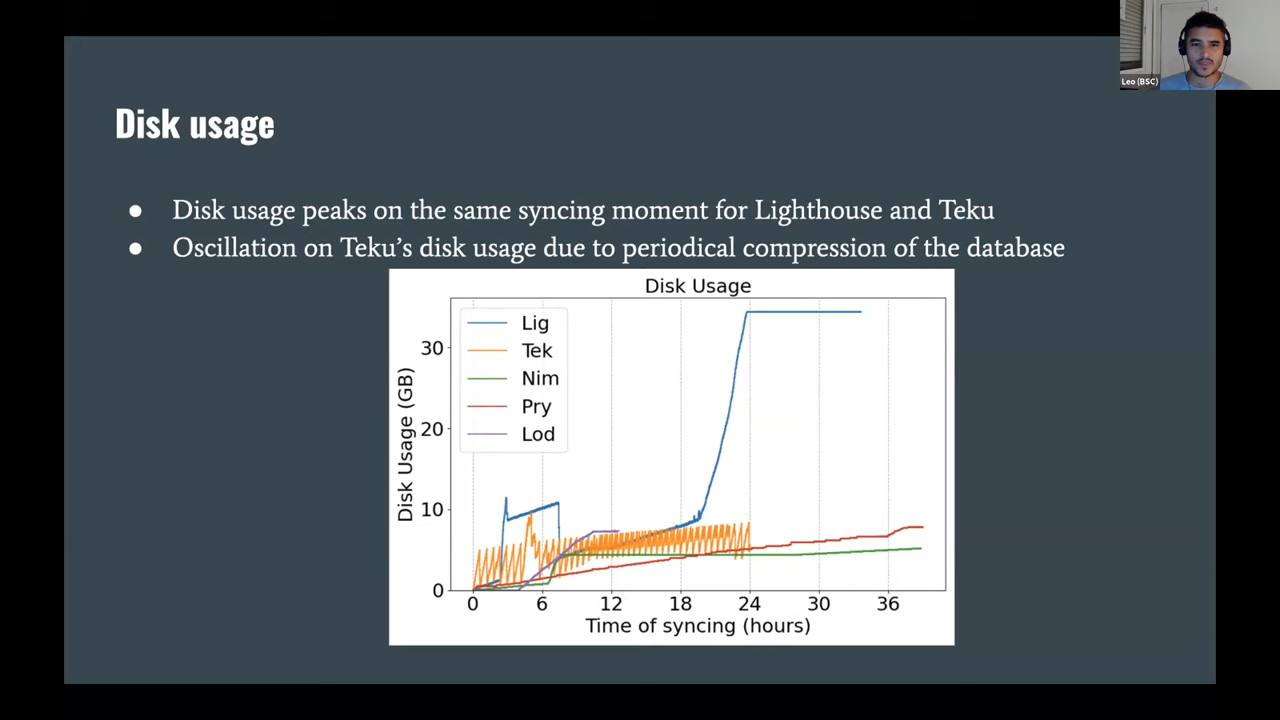 Leo (BSC)
Disk usage
● Disk usage peaks on the same syncing moment for Lighthouse and Teku
● Oscillation on Teku's disk usage due to periodical compression of the database
Disk Usage
Lig
Tek
Nim
Pry
Lod
Disk Usage (GB)
30
20
10
0
0 6 12 18 24 30 36
Time of syncing (hours)